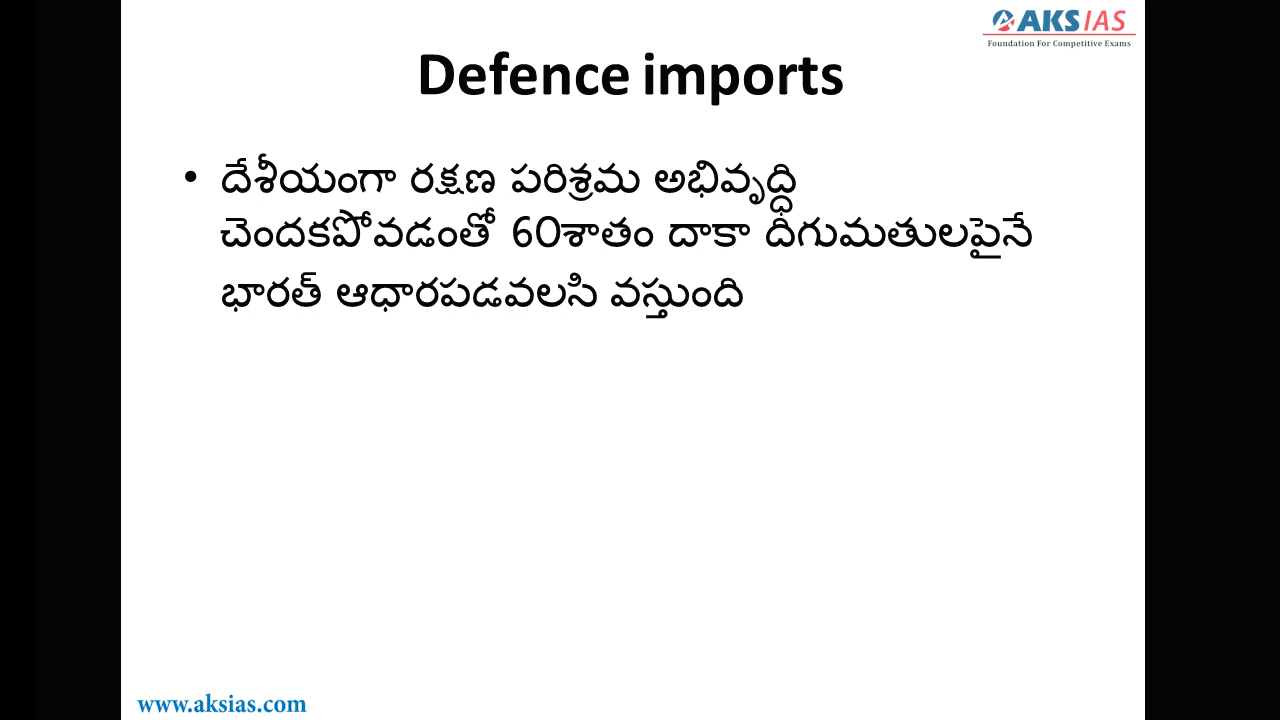 AKS IAS
Foundation For Competitive Exams
Defence imports
• దేశీయంగా రక్షణ పరిశ్రమ అభివృద్ధి
చెందకపోవడంతో 60శాతం దాకా దిగుమతులపైనే
భారత్ ఆధారపడవలసి వస్తుంది
www.aksias.com